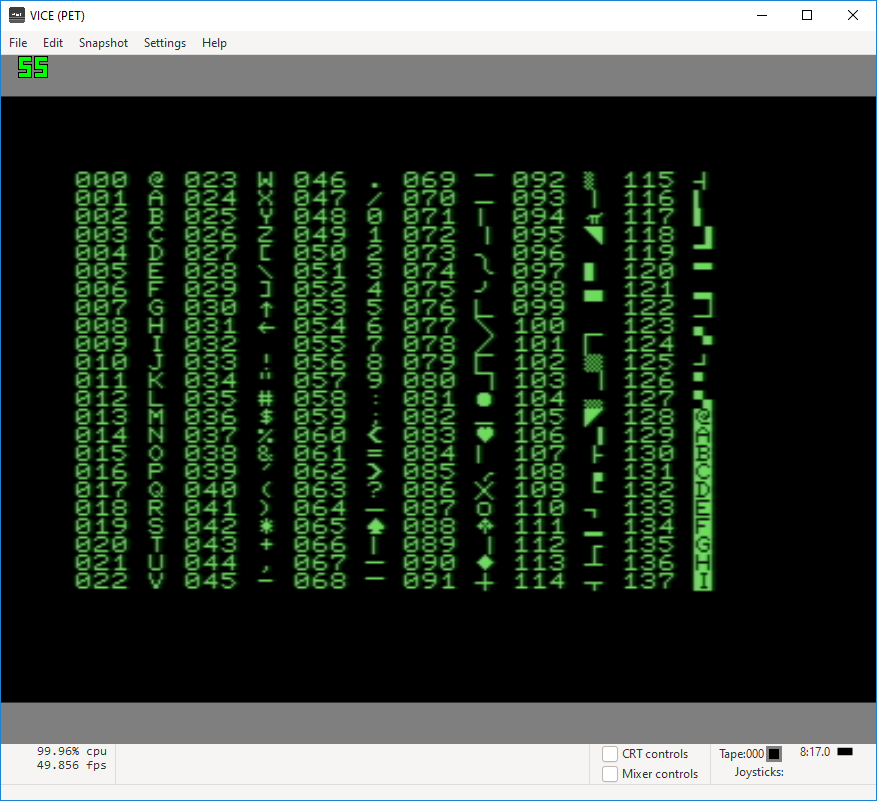 VICE (PET)
File Edit Snapshot Settings Help
55
000 @ 023 W 046 . 069 ─ 092 ▒ 115 ┤
001 A 024 X 047 / 070 ─ 093 │ 116 ▎
002 B 025 Y 048 0 071 │ 094 π 117 ▍
003 C 026 Z 049 1 072 │ 095 ◥ 118 ▐
004 D 027 [ 050 2 073 ╮ 096 119 ▔
005 E 028 \ 051 3 074 ╰ 097 ▌ 120 ▀
006 F 029 ] 052 4 075 ╯ 098 ▄ 121 ▃
007 G 030 ↑ 053 5 076 └ 099 ▔ 122 ┘
008 H 031 ← 054 6 077 ╲ 100 ▁ 123 ▖
009 I 032 055 7 078 ╱ 101 ▏ 124 ▝
010 J 033 ! 056 8 079 ┌ 102 ▒ 125 ┘
011 K 034 " 057 9 080 ┐ 103 ▕ 126 ▘
012 L 035 # 058 : 081 ● 104 ▒ 127 ▚
013 M 036 $ 059 ; 082 ─ 105 ◤ 128 @
014 N 037 % 060 < 083 ♥ 106 ▐ 129 A
015 O 038 & 061 = 084 │ 107 ├ 130 B
016 P 039 ' 062 > 085 ╭ 108 ▗ 131 C
017 Q 040 ( 063 ? 086 ╳ 109 └ 132 D
018 R 041 ) 064 ─ 087 ○ 110 ┐ 133 E
019 S 042 * 065 ♠ 088 ♣ 111 ▂ 134 F
020 T 043 + 066 │ 089 │ 112 ┌ 135 G
021 U 044 , 067 ─ 090 ♦ 113 ┴ 136 H
022 V 045 - 068 ─ 091 ┼ 114 ┬ 137 I
99.96% cpu
49.856 fps
CRT controls
Mixer controls
Tape:000
Joysticks:
8:17.0